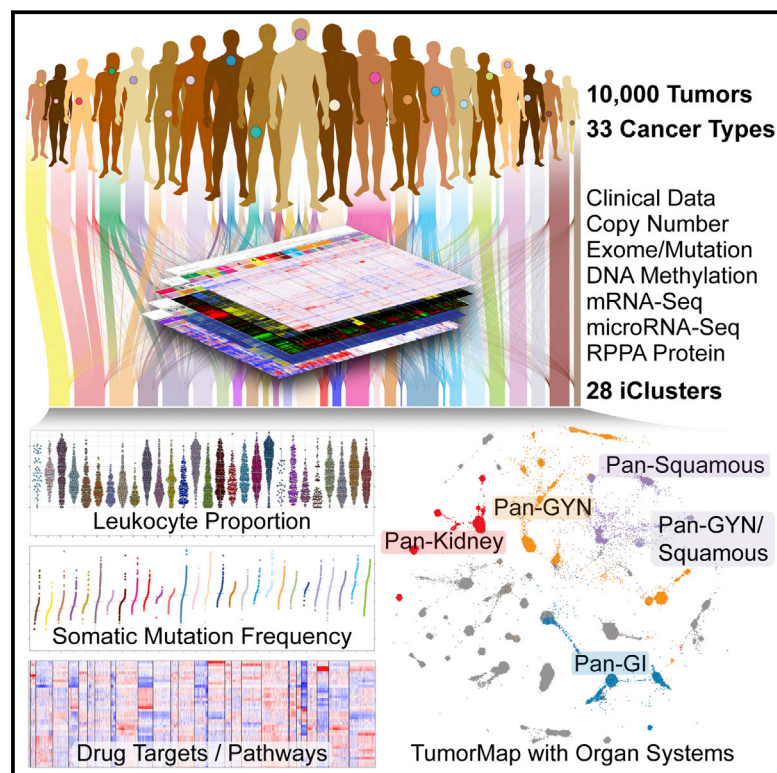 10,000 Tumors
33 Cancer Types
Clinical Data
Copy Number
Exome/Mutation
DNA Methylation
mRNA-Seq
microRNA-Seq
RPPA Protein
28 iClusters
Leukocyte Proportion
Somatic Mutation Frequency
Drug Targets / Pathways
Pan-Squamous
Pan-GYN
Pan-GYN/
Squamous
Pan-Kidney
Pan-GI
TumorMap with Organ Systems